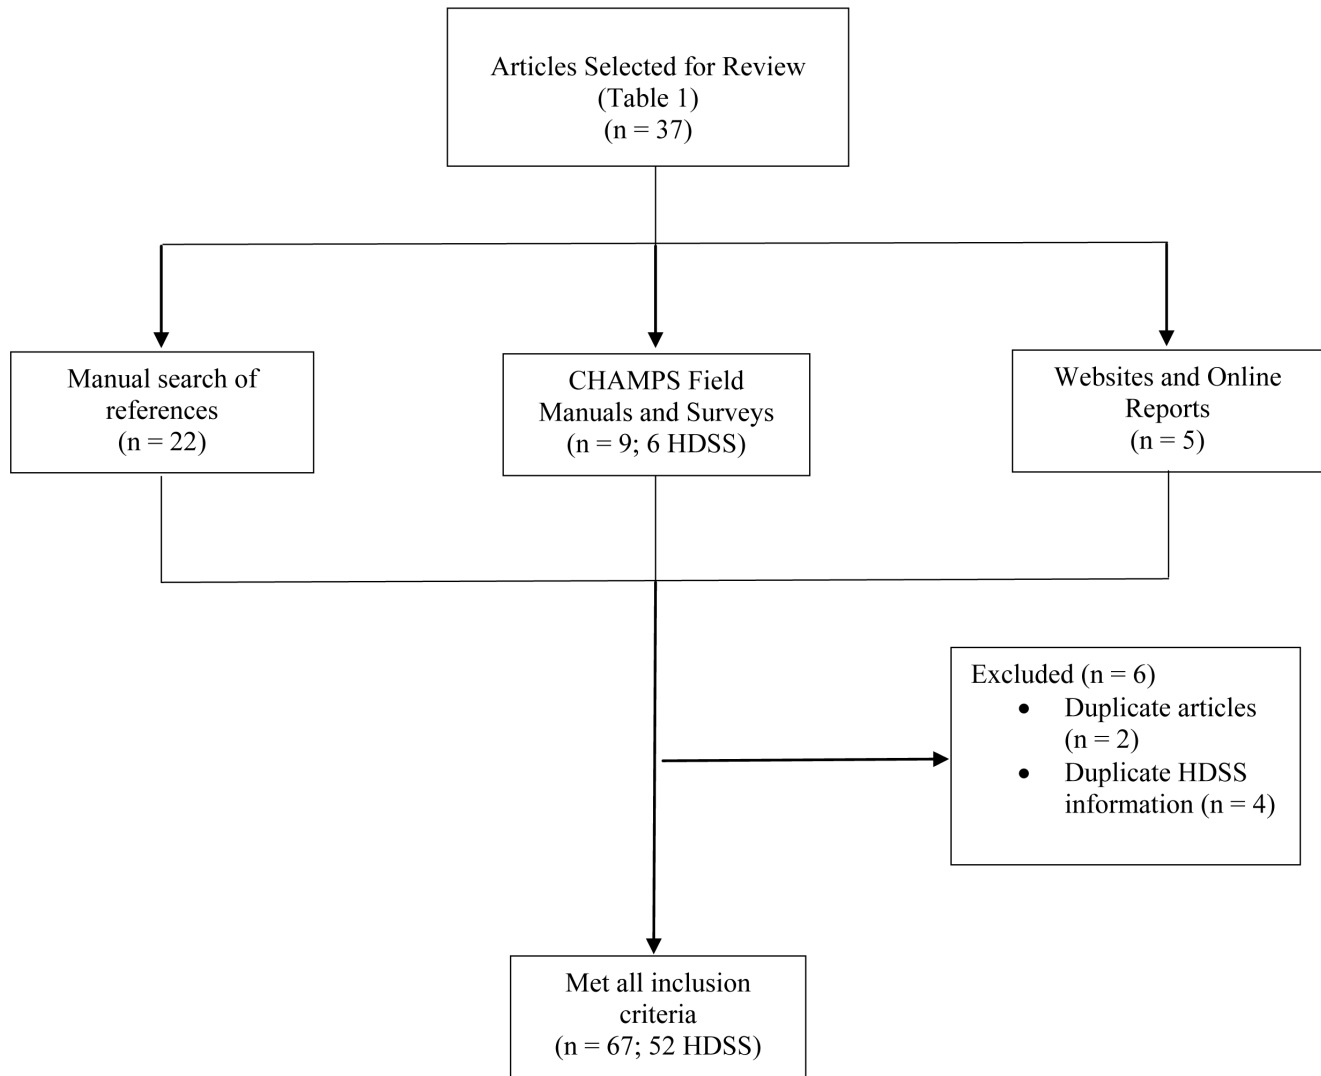 Articles Selected for Review
(Table 1)
(n = 37)
Manual search of
references
(n = 22)
CHAMPS Field
Manuals and Surveys
(n = 9; 6 HDSS)
Websites and Online
Reports
(n = 5)
Excluded (n = 6)
• Duplicate articles
(n = 2)
• Duplicate HDSS
information (n = 4)
Met all inclusion
criteria
(n = 67; 52 HDSS)